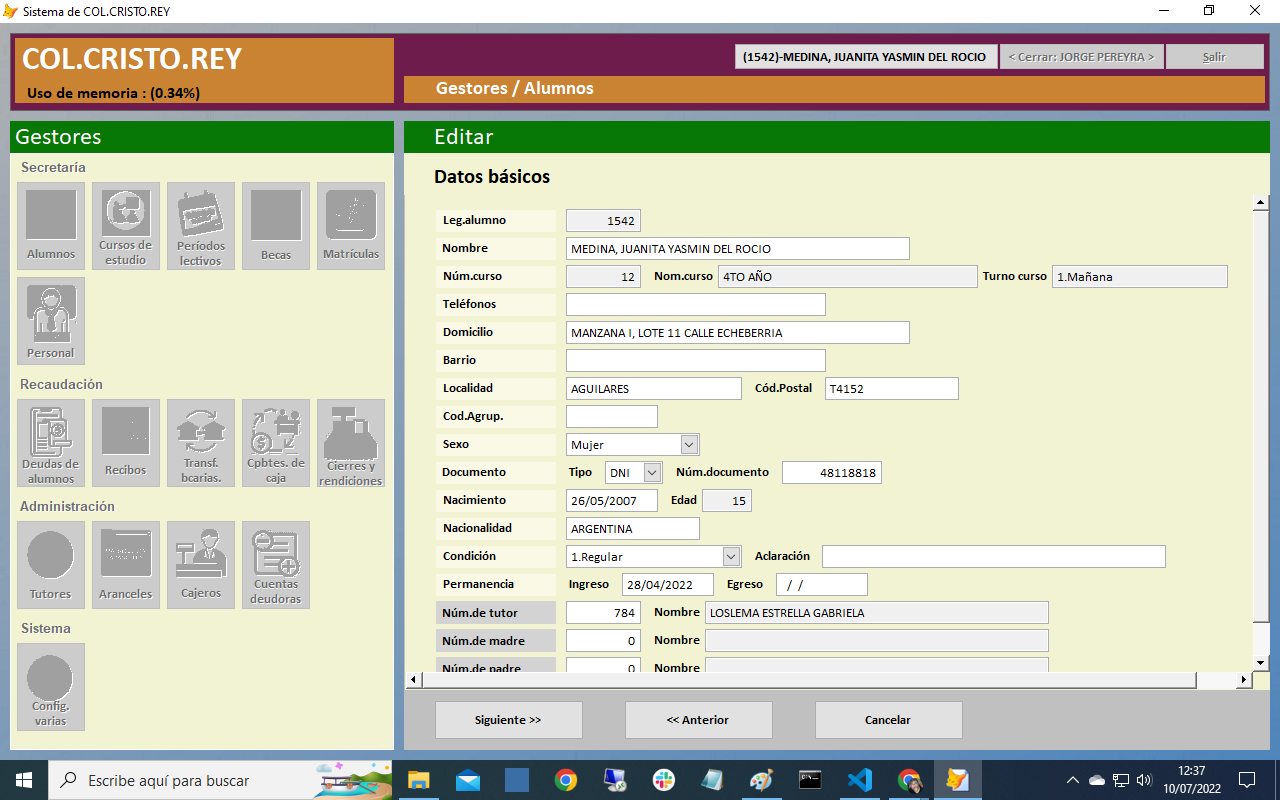 Sistema de COL.CRISTO.REY
COL.CRISTO.REY
Uso de memoria : (0.34%)
(1542)-MEDINA, JUANITA YASMIN DEL ROCIO
< Cerrar: JORGE PEREYRA >
Salir
Gestores / Alumnos
Gestores
Secretaría
Alumnos
Cursos de estudio
Períodos lectivos
Becas
Matrículas
Personal
Recaudación
Deudas de alumnos
Recibos
Transf. bcarias.
Cpbtes. de caja
Cierres y rendiciones
Administración
Tutores
Aranceles
Cajeros
Cuentas deudoras
Sistema
Config. varias
Editar
Datos básicos
Leg.alumno 1542
Nombre MEDINA, JUANITA YASMIN DEL ROCIO
Núm.curso 12 Nom.curso 4TO AÑO Turno curso 1.Mañana
Teléfonos
Domicilio MANZANA I, LOTE 11 CALLE ECHEBERRIA
Barrio
Localidad AGUILARES Cód.Postal T4152
Cod.Agrup.
Sexo Mujer
Documento Tipo DNI Núm.documento 48118818
Nacimiento 26/05/2007 Edad 15
Nacionalidad ARGENTINA
Condición 1.Regular Aclaración
Permanencia Ingreso 28/04/2022 Egreso / /
Núm.de tutor 784 Nombre LOSLEMA ESTRELLA GABRIELA
Núm.de madre 0 Nombre
Núm.de padre 0 Nombre
Siguiente >> << Anterior Cancelar
Escribe aquí para buscar
12:37
10/07/2022